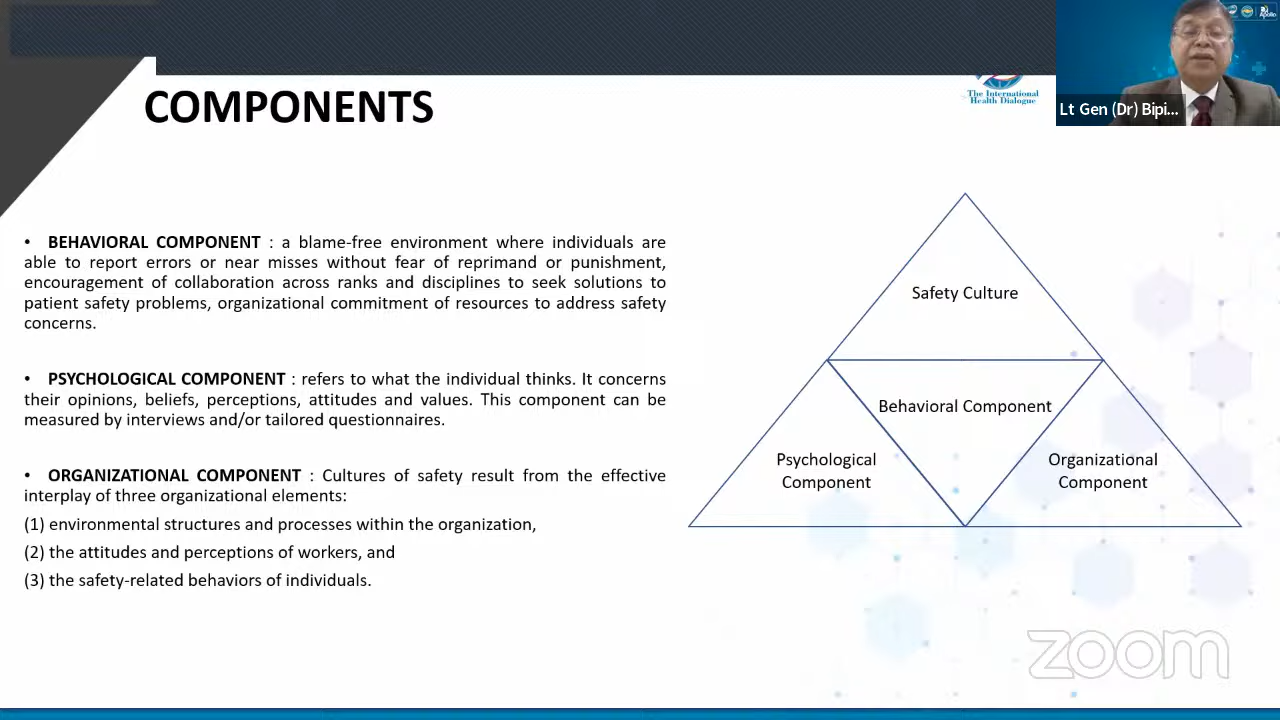 COMPONENTS
The International
Health Dialogue
Apollo
Lt Gen (Dr) Bipi...
• BEHAVIORAL COMPONENT : a blame-free environment where individuals are
able to report errors or near misses without fear of reprimand or punishment,
encouragement of collaboration across ranks and disciplines to seek solutions to
patient safety problems, organizational commitment of resources to address safety
concerns.
• PSYCHOLOGICAL COMPONENT : refers to what the individual thinks. It concerns
their opinions, beliefs, perceptions, attitudes and values. This component can be
measured by interviews and/or tailored questionnaires.
• ORGANIZATIONAL COMPONENT : Cultures of safety result from the effective
interplay of three organizational elements:
(1) environmental structures and processes within the organization,
(2) the attitudes and perceptions of workers, and
(3) the safety-related behaviors of individuals.
Safety Culture
Behavioral Component
Psychological
Component
Organizational
Component
zoom